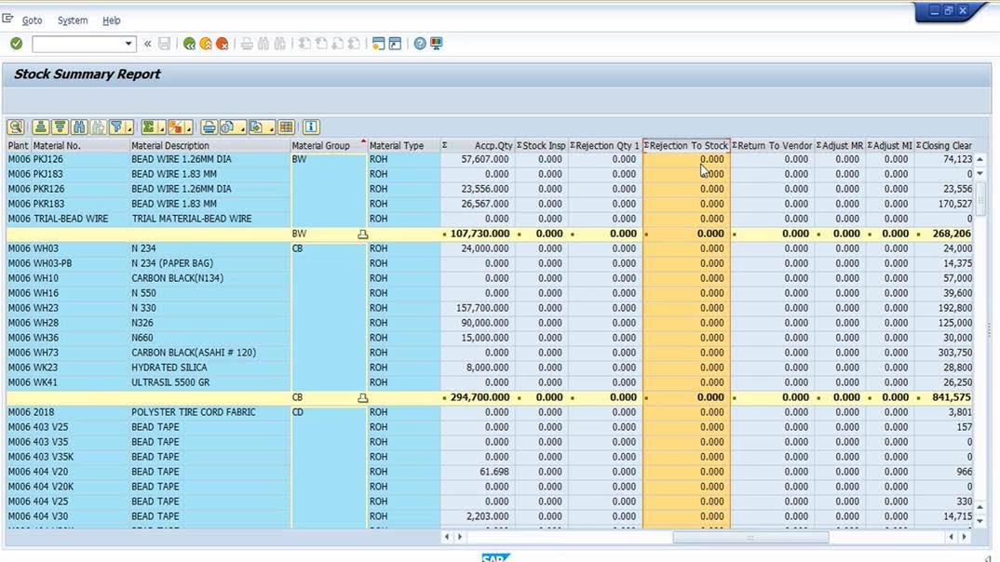 Goto System Help
Stock Summary Report
Plant Material No. Material Description Material Group Material Type Σ Accp.Qty Σ Stock Insp Σ Rejection Qty 1 Σ Rejection To Stock Σ Return To Vendor Σ Adjust MR Σ Adjust MI Σ Closing Clear
M006 PKJ126 BEAD WIRE 1.26MM DIA BW ROH 57,607.000 0.000 0.000 0.000 0.000 0.000 0.000 74,123
M006 PKJ183 BEAD WIRE 1.83 MM ROH 0.000 0.000 0.000 0.000 0.000 0.000 0.000 0
M006 PKR126 BEAD WIRE 1.26MM DIA ROH 23,556.000 0.000 0.000 0.000 0.000 0.000 0.000 23,556
M006 PKR183 BEAD WIRE 1.83 MM ROH 26,567.000 0.000 0.000 0.000 0.000 0.000 0.000 170,527
M006 TRIAL-BEAD WIRE TRIAL MATERIAL-BEAD WIRE ROH 0.000 0.000 0.000 0.000 0.000 0.000 0.000 0
BW 107,730.000 0.000 0.000 0.000 0.000 0.000 0.000 268,206
M006 WH03 N 234 CB ROH 24,000.000 0.000 0.000 0.000 0.000 0.000 0.000 24,000
M006 WH03-PB N 234 (PAPER BAG) ROH 0.000 0.000 0.000 0.000 0.000 0.000 0.000 14,375
M006 WH10 CARBON BLACK(N134) ROH 0.000 0.000 0.000 0.000 0.000 0.000 0.000 57,000
M006 WH16 N 550 ROH 0.000 0.000 0.000 0.000 0.000 0.000 0.000 39,600
M006 WH23 N 330 ROH 157,700.000 0.000 0.000 0.000 0.000 0.000 0.000 192,800
M006 WH28 N326 ROH 90,000.000 0.000 0.000 0.000 0.000 0.000 0.000 125,000
M006 WH36 N660 ROH 15,000.000 0.000 0.000 0.000 0.000 0.000 0.000 30,000
M006 WH73 CARBON BLACK(ASAHI # 120) ROH 0.000 0.000 0.000 0.000 0.000 0.000 0.000 303,750
M006 WK23 HYDRATED SILICA ROH 8,000.000 0.000 0.000 0.000 0.000 0.000 0.000 28,800
M006 WK41 ULTRASIL 5500 GR ROH 0.000 0.000 0.000 0.000 0.000 0.000 0.000 26,250
CB 294,700.000 0.000 0.000 0.000 0.000 0.000 0.000 841,575
M006 2018 POLYSTER TIRE CORD FABRIC CD ROH 0.000 0.000 0.000 0.000 0.000 0.000 0.000 3,801
M006 403 V25 BEAD TAPE ROH 0.000 0.000 0.000 0.000 0.000 0.000 0.000 157
M006 403 V35 BEAD TAPE ROH 0.000 0.000 0.000 0.000 0.000 0.000 0.000 0
M006 403 V35K BEAD TAPE ROH 0.000 0.000 0.000 0.000 0.000 0.000 0.000 0
M006 404 V20 BEAD TAPE ROH 61.698 0.000 0.000 0.000 0.000 0.000 0.000 966
M006 404 V20K BEAD TAPE ROH 0.000 0.000 0.000 0.000 0.000 0.000 0.000 0
M006 404 V25 BEAD TAPE ROH 0.000 0.000 0.000 0.000 0.000 0.000 0.000 330
M006 404 V30 BEAD TAPE ROH 2,203.000 0.000 0.000 0.000 0.000 0.000 0.000 14,715
SAP